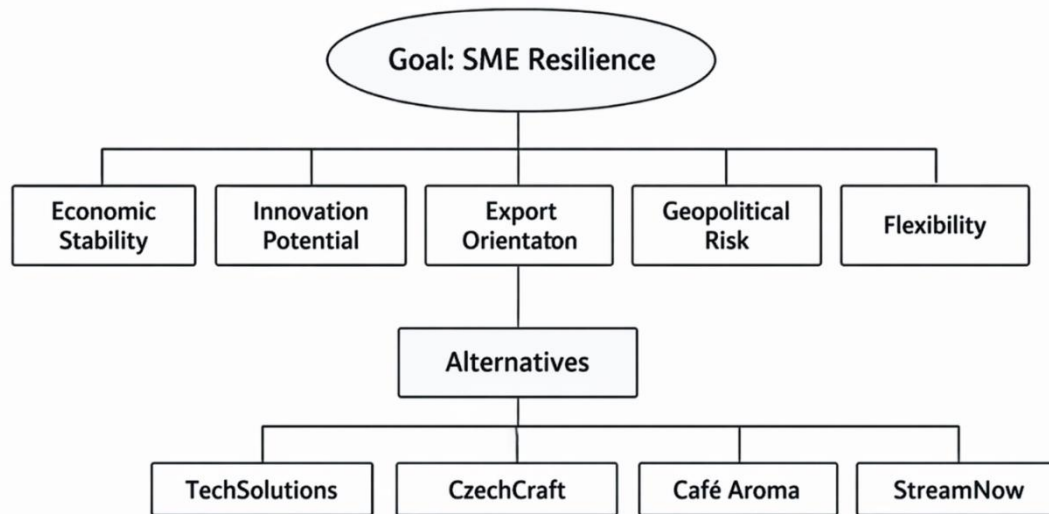 Goal: SME Resilience
Economic
Stability
Innovation
Potential
Export
Orientaton
Geopolitical
Risk
Flexibility
Alternatives
TechSolutions
CzechCraft
Café Aroma
StreamNow